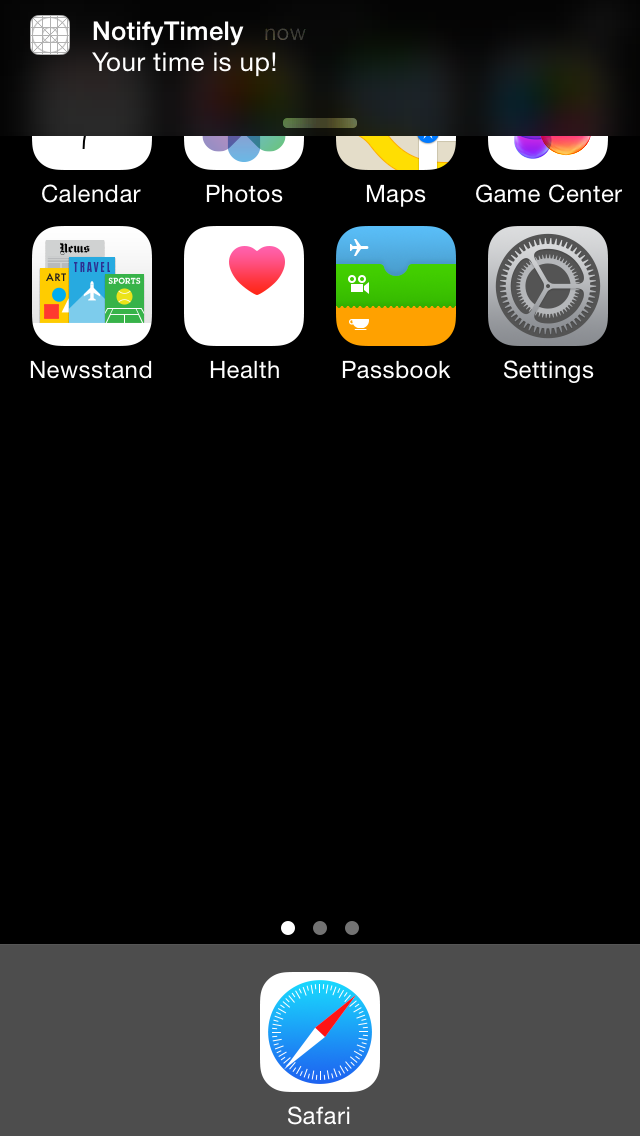 NotifyTimely now
Your time is up!
Calendar Photos Maps Game Center
News
ART TRAVEL SPORTS
Newsstand Health Passbook Settings
Safari